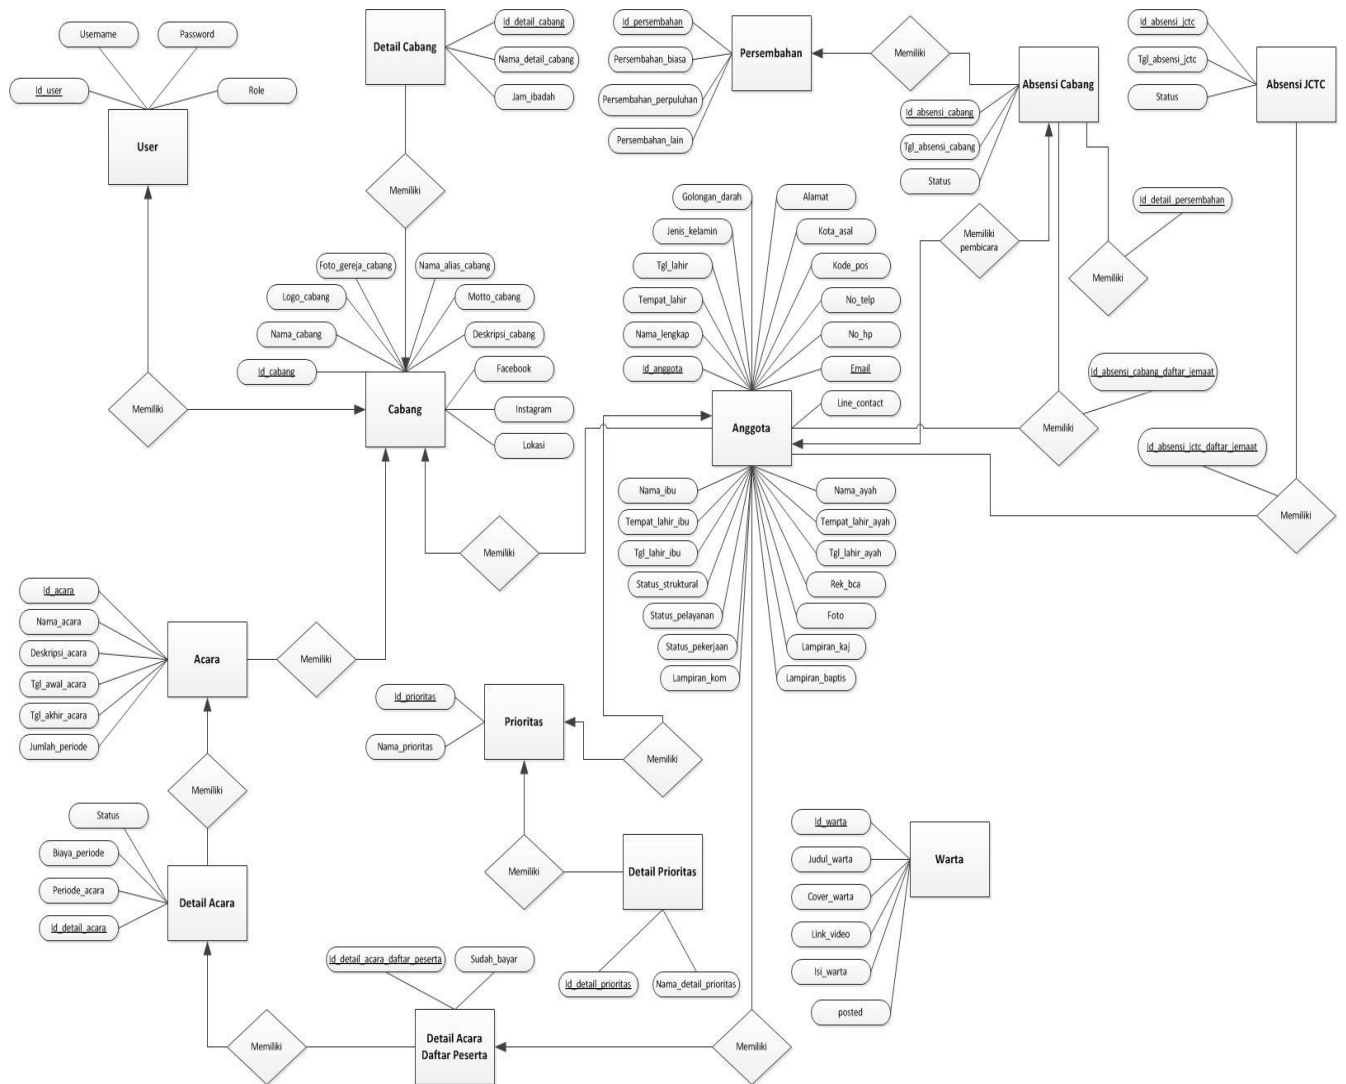 Username
Password
Id_user
Role
User
Id_detail_cabang
Detail Cabang
Nama_detail_cabang
Jam_ibadah
Id_persembahan
Persembahan_biasa
Persembahan
Persembahan_perpuluhan
Persembahan_lain
Memiliki
Absensi Cabang
Id_absensi_cabang
Tgl_absensi_cabang
Status
Id_absensi_jctc
Tgl_absensi_jctc
Status
Absensi JCTC
Memiliki
Golongan_darah
Alamat
Jenis_kelamin
Kota_asal
Tgl_lahir
Kode_pos
Tempat_lahir
No_telp
Nama_lengkap
No_hp
Id_anggota
Email
Line_contact
Anggota
Memiliki
pembicara
Id_detail_persembahan
Memiliki
Foto_gereja_cabang
Nama_alias_cabang
Logo_cabang
Motto_cabang
Nama_cabang
Deskripsi_cabang
Id_cabang
Facebook
Cabang
Instagram
Lokasi
Memiliki
Id_absensi_cabang_daftar_jemaat
Memiliki
Id_absensi_jctc_daftar_jemaat
Memiliki
Memiliki
Nama_ibu
Nama_ayah
Tempat_lahir_ibu
Tempat_lahir_ayah
Tgl_lahir_ibu
Tgl_lahir_ayah
Status_struktural
Rek_bca
Status_pelayanan
Foto
Status_pekerjaan
Lampiran_kaj
Lampiran_kom
Lampiran_baptis
Id_acara
Nama_acara
Deskripsi_acara
Tgl_awal_acara
Tgl_akhir_acara
Jumlah_periode
Acara
Memiliki
Id_prioritas
Nama_prioritas
Prioritas
Memiliki
Memiliki
Status
Biaya_periode
Periode_acara
Id_detail_acara
Detail Acara
Memiliki
Detail Prioritas
Id_detail_prioritas
Nama_detail_prioritas
Id_warta
Judul_warta
Cover_warta
Link_video
Isi_warta
posted
Warta
Id_detail_acara_daftar_peserta
Sudah_bayar
Memiliki
Detail Acara
Daftar Peserta
Memiliki